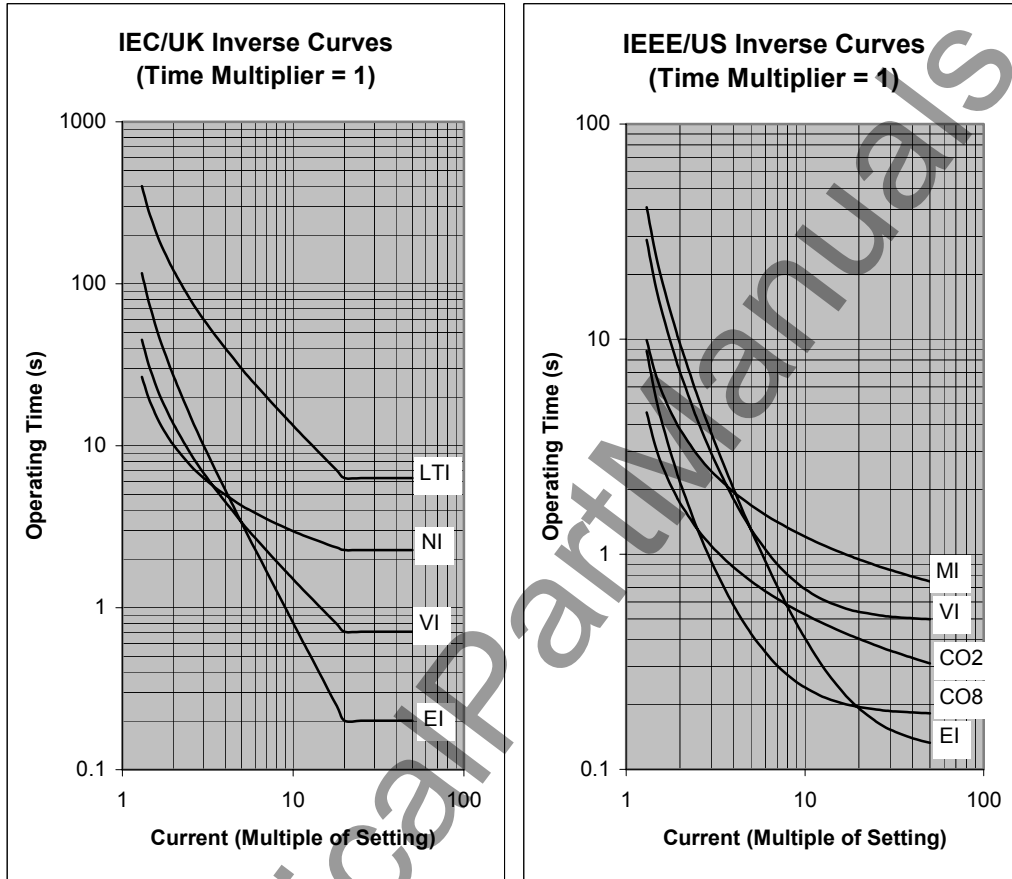 IEC/UK Inverse Curves
(Time Multiplier = 1)
1000
100
10
1
0.1
Operating Time (s)
LTI
NI
VI
EI
1
10
100
Current (Multiple of Setting)
IEEE/US Inverse Curves
(Time Multiplier = 1)
100
10
1
0.1
Operating Time (s)
MI
VI
CO2
CO8
EI
1
10
100
Current (Multiple of Setting)
icalPartManuals